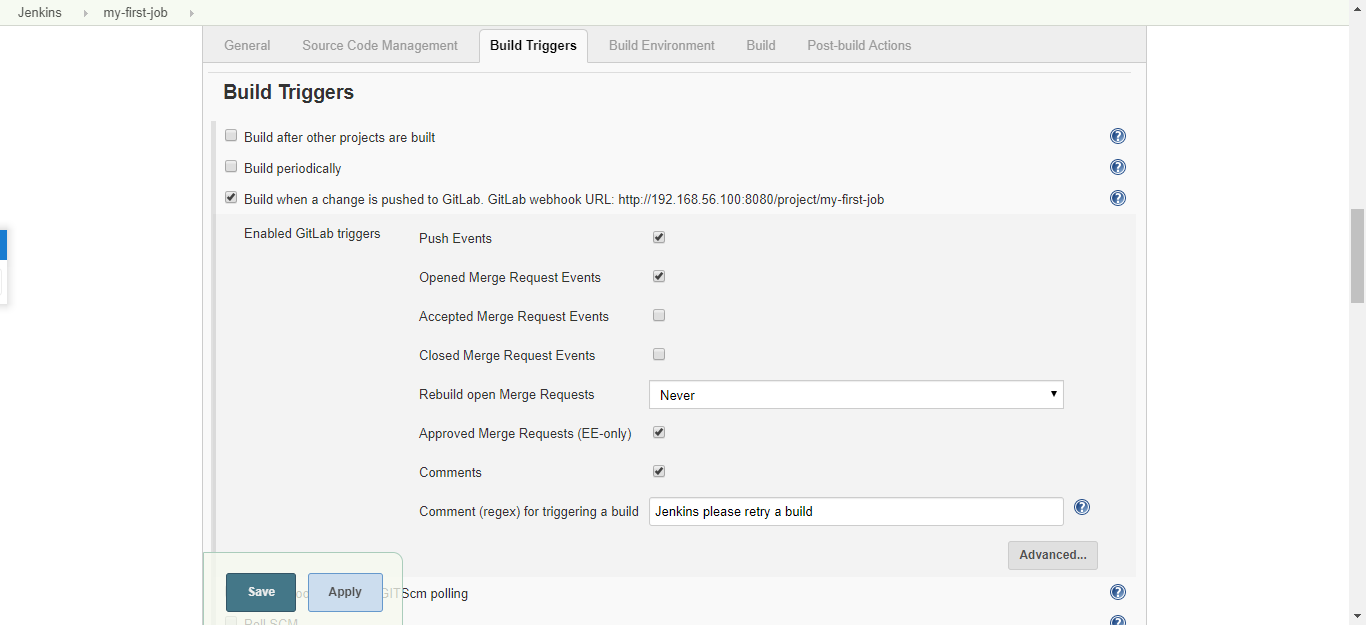 Jenkins my-first-job
General Source Code Management Build Triggers Build Environment Build Post-build Actions
Build Triggers
Build after other projects are built
Build periodically
Build when a change is pushed to GitLab. GitLab webhook URL: http://192.168.56.100:8080/project/my-first-job
Enabled GitLab triggers
Push Events
Opened Merge Request Events
Accepted Merge Request Events
Closed Merge Request Events
Rebuild open Merge Requests Never
Approved Merge Requests (EE-only)
Comments
Comment (regex) for triggering a build Jenkins please retry a build
Advanced...
Save Apply GITScm polling
Poll SCM